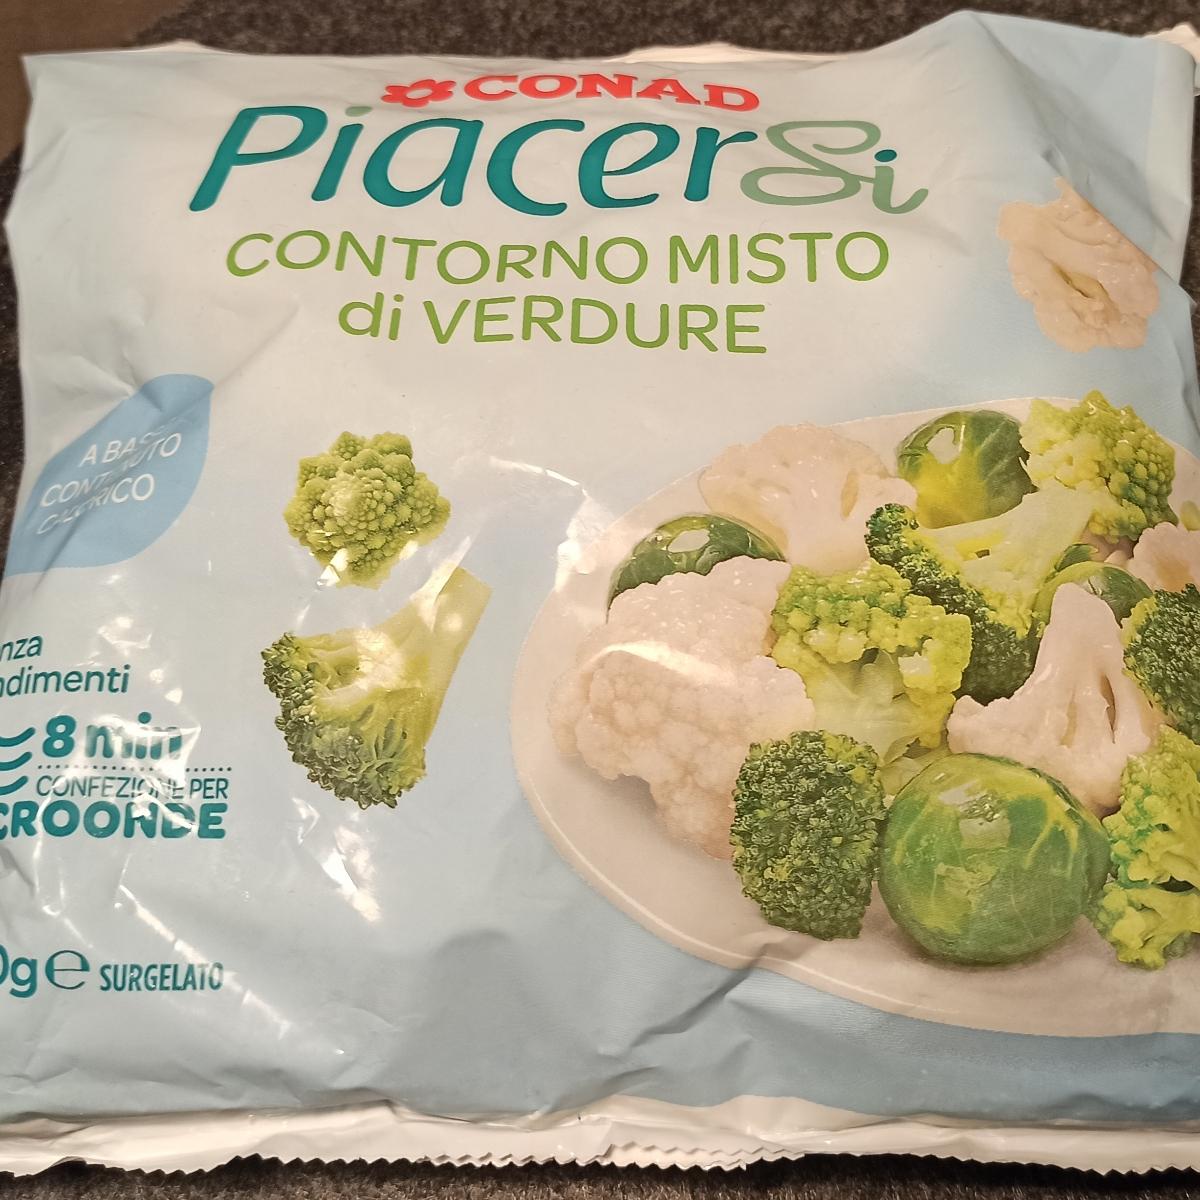 CONAD
PiacerSi
CONTORNO MISTO
di VERDURE
A BASSO
CONTENUTO
CALORICO
nza
ndimenti
8 min
CONFEZIONE PER
CROONDE
0g e SURGELATO